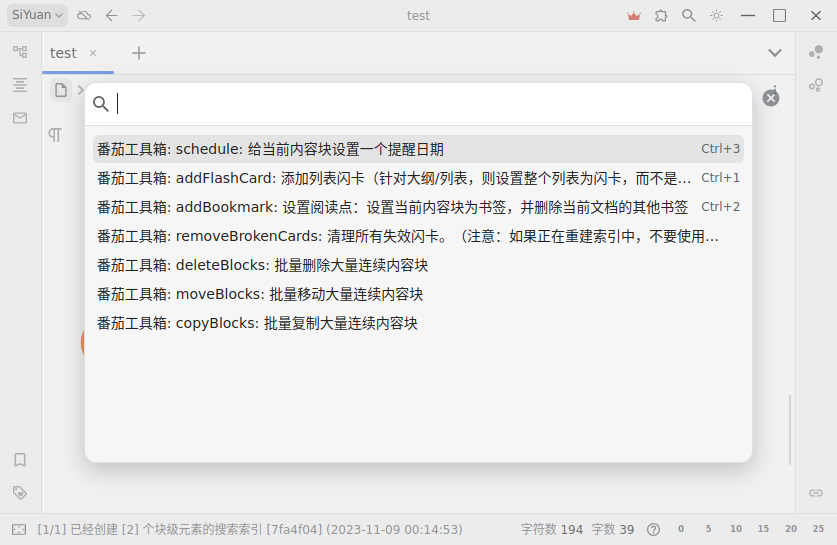 SiYuan
test
test
番茄工具箱: schedule: 给当前内容块设置一个提醒日期 Ctrl+3
番茄工具箱: addFlashCard: 添加列表闪卡（针对大纲/列表，则设置整个列表为闪卡，而不是... Ctrl+1
番茄工具箱: addBookmark: 设置阅读点：设置当前内容块为书签，并删除当前文档的其他书签 Ctrl+2
番茄工具箱: removeBrokenCards: 清理所有失效闪卡。（注意：如果正在重建索引中，不要使用...
番茄工具箱: deleteBlocks: 批量删除大量连续内容块
番茄工具箱: moveBlocks: 批量移动大量连续内容块
番茄工具箱: copyBlocks: 批量复制大量连续内容块
[1/1] 已经创建 [2] 个块级元素的搜索索引 [7fa4f04] (2023-11-09 00:14:53) 字符数 194 字数 39 0 5 10 15 20 25